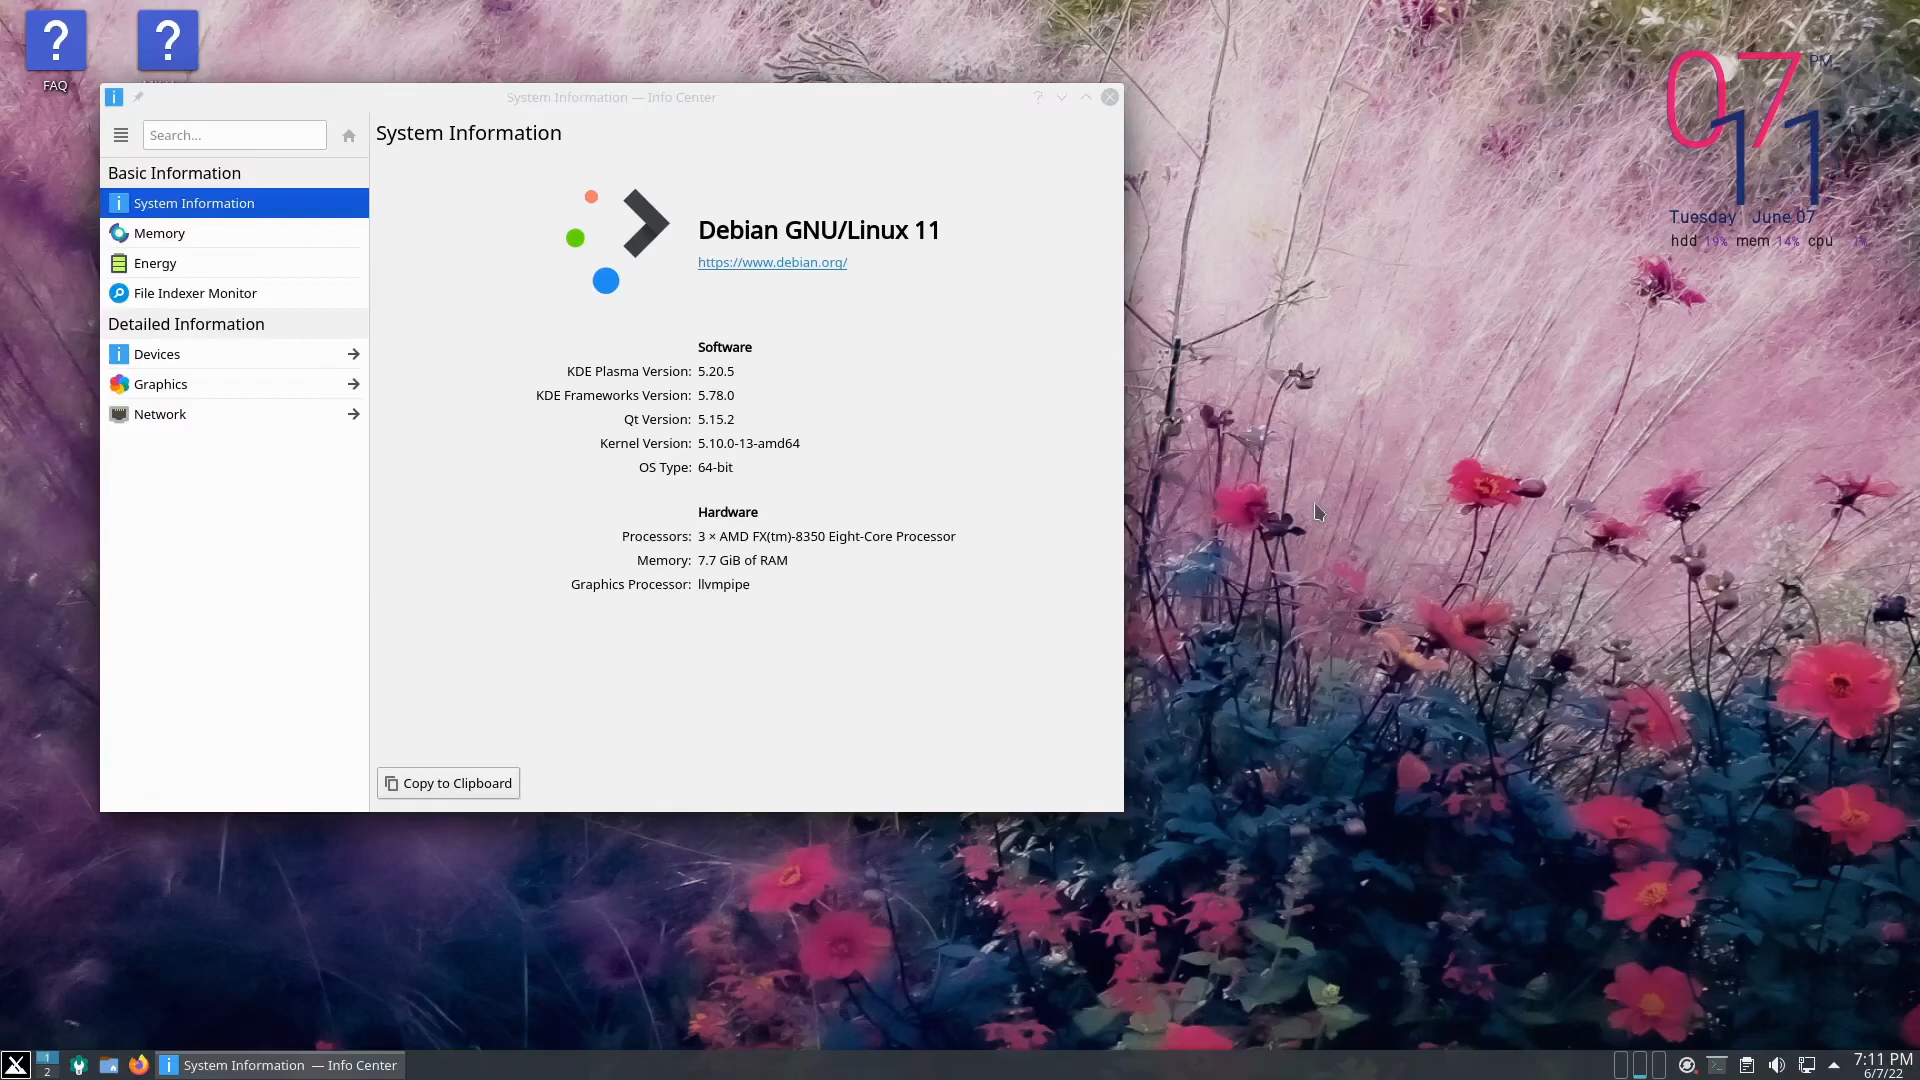 FAQ
System Information — Info Center
Search...
System Information
Basic Information
System Information
Memory
Energy
File Indexer Monitor
Detailed Information
Devices
Graphics
Network
Debian GNU/Linux 11
https://www.debian.org/
Software
KDE Plasma Version: 5.20.5
KDE Frameworks Version: 5.78.0
Qt Version: 5.15.2
Kernel Version: 5.10.0-13-amd64
OS Type: 64-bit
Hardware
Processors: 3 × AMD FX(tm)-8350 Eight-Core Processor
Memory: 7.7 GiB of RAM
Graphics Processor: llvmpipe
Copy to Clipboard
07 PM
11
Tuesday June 07
hdd 19% mem 14% cpu
1
2
System Information — Info Center
7:11 PM
6/7/22